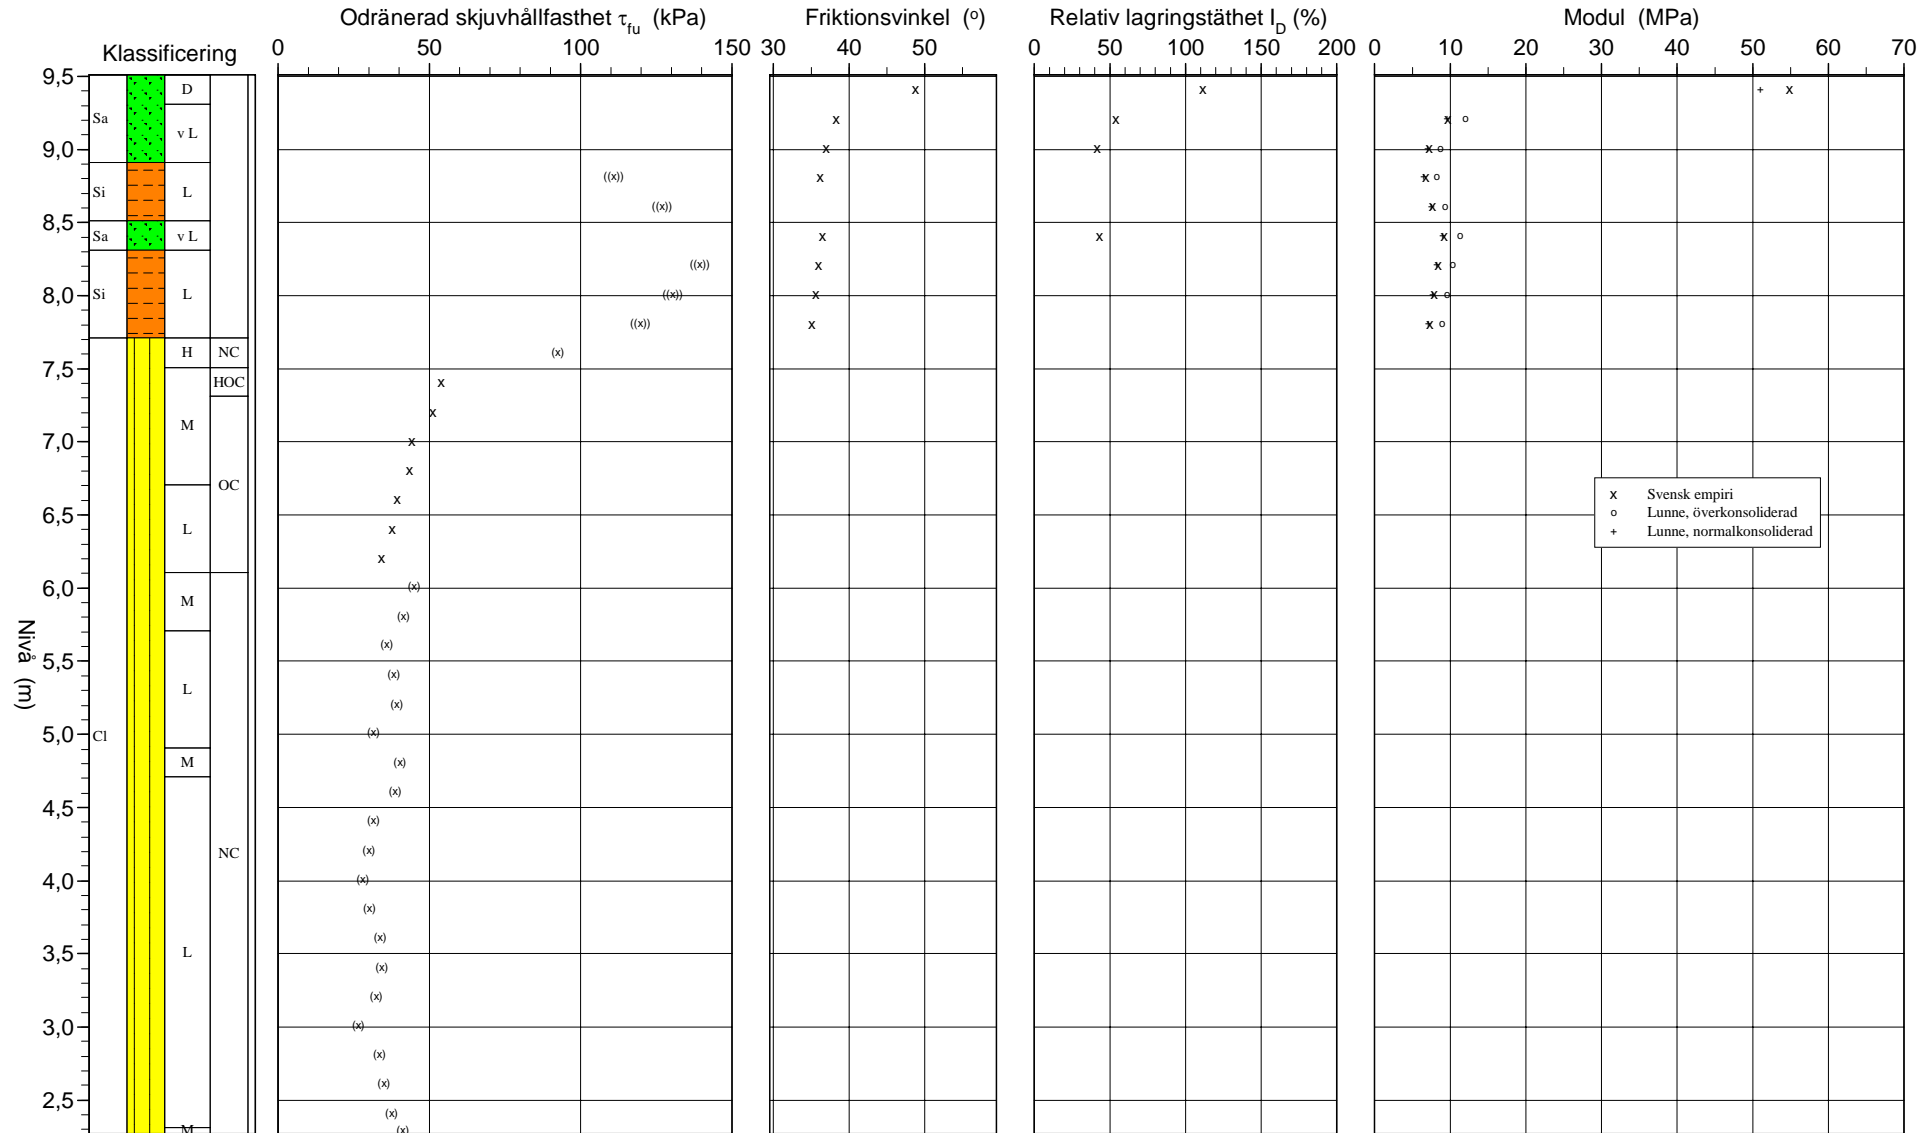 Odränerad skjuvhållfasthet τfu (kPa)
Friktionsvinkel (o)
Relativ lagringstäthet ID (%)
Modul (MPa)
Klassificering
0 50 100 150
30 40 50
0 50 100 150 200
0 10 20 30 40 50 60 70
9,5
D
Sa
v L
9,0
Si
L
8,5
Sa
v L
Si
L
8,0
H
NC
7,5
HOC
M
7,0
OC
6,5
L
6,0
M
5,5
L
5,0
Cl
M
4,5
NC
4,0
3,5
L
3,0
2,5
M
Nivå (m)
x Svensk empiri
o Lunne, överkonsoliderad
+ Lunne, normalkonsoliderad